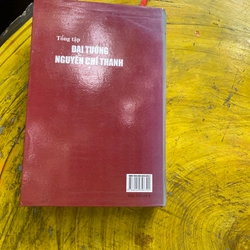 Tổng tập
ĐẠI TƯỚNG
NGUYỄN CHÍ THANH